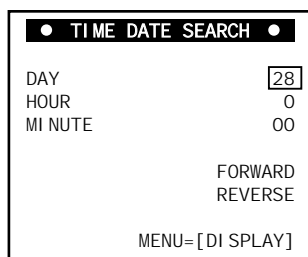 ● TIME DATE SEARCH ●
DAY 28
HOUR 0
MINUTE 00
FORWARD
REVERSE
MENU=[DISPLAY]